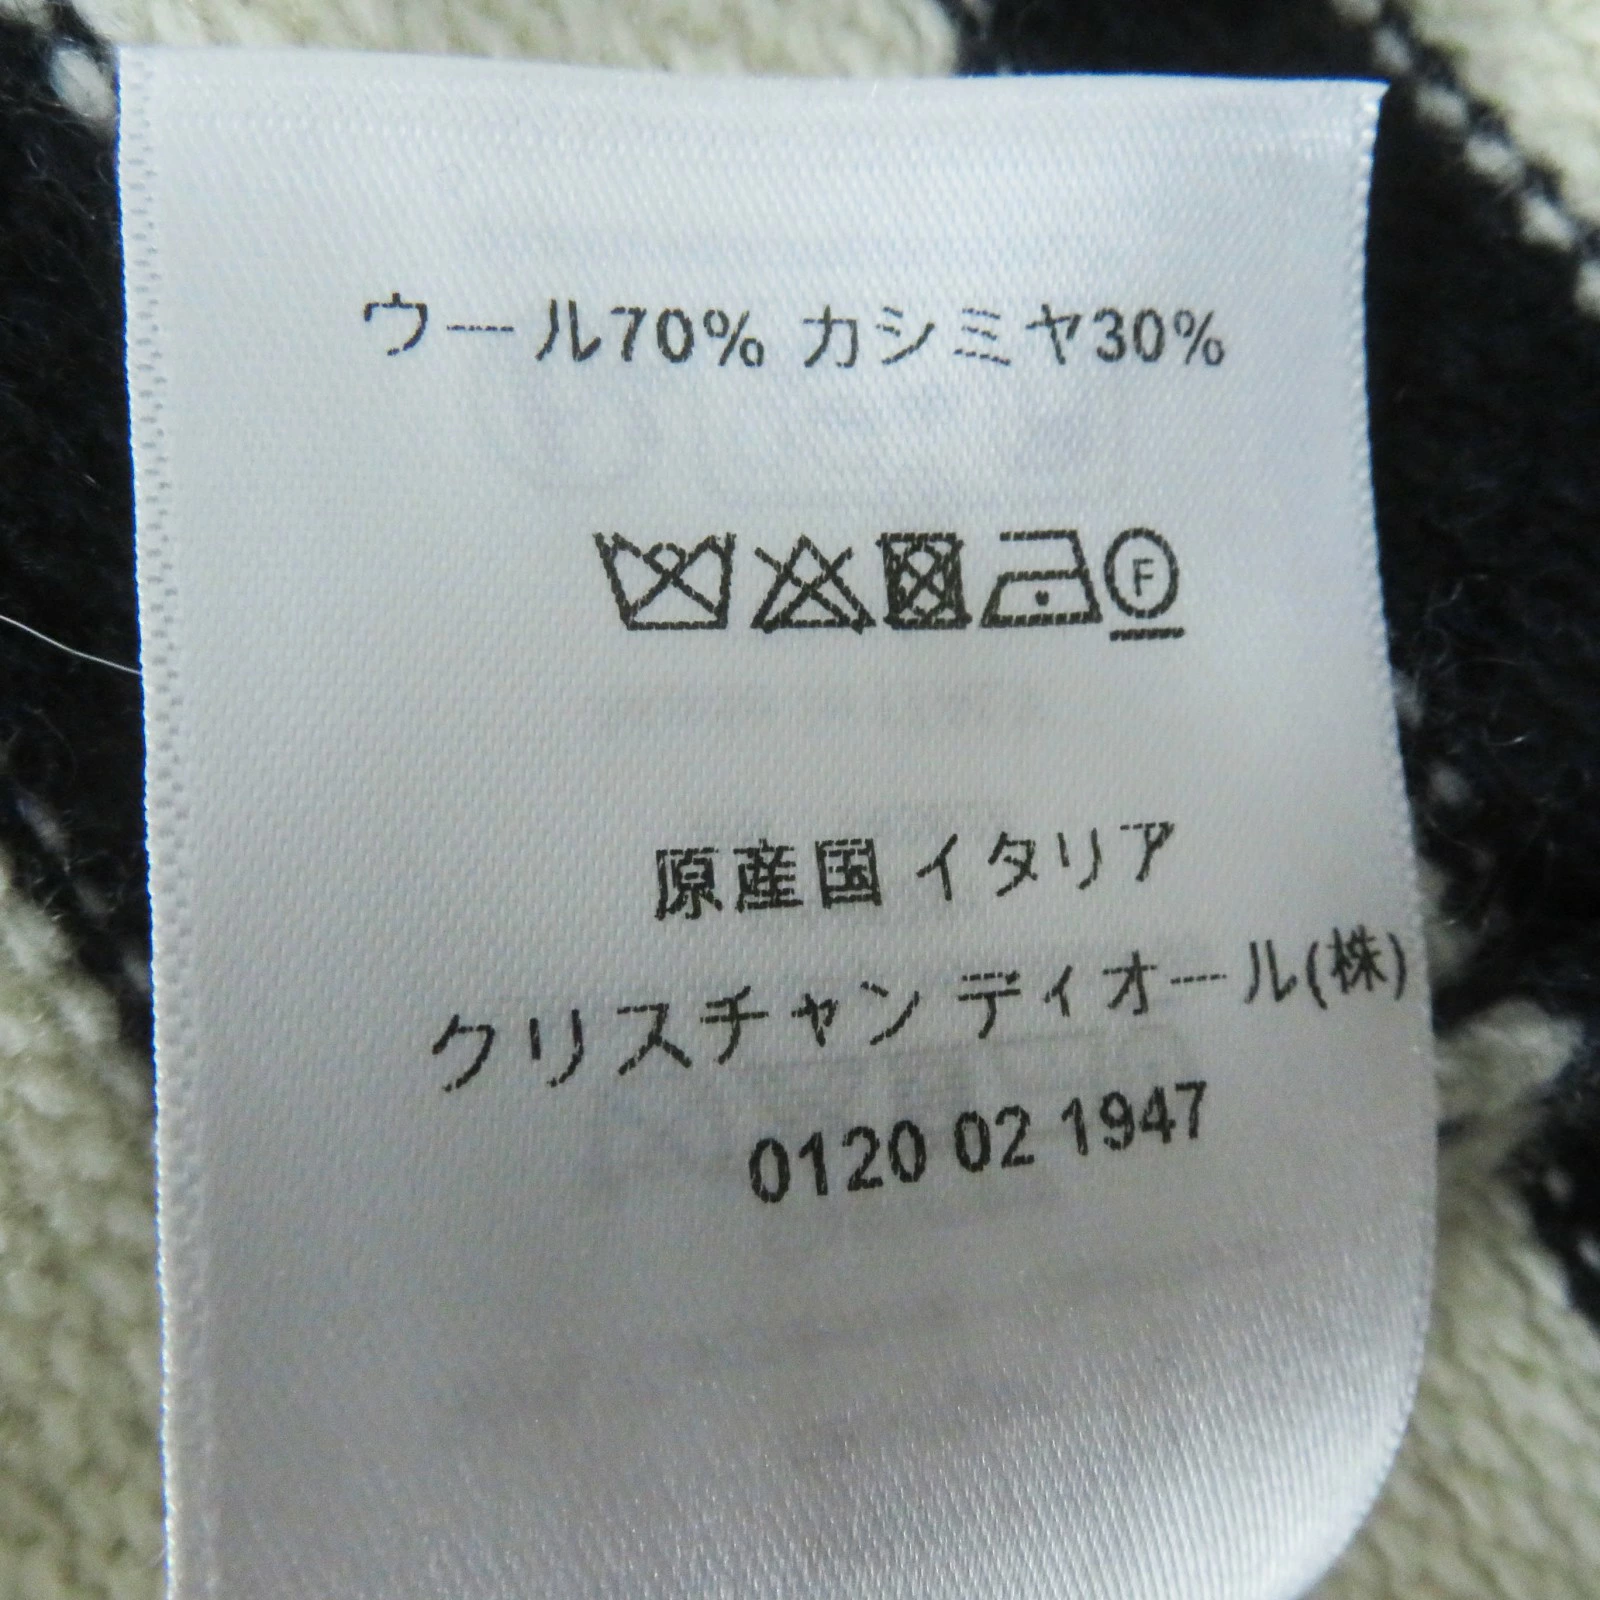 ウール70% カシミヤ30%
F
原産国 イタリア
クリスチャン ディオール(株)
0120 02 1947